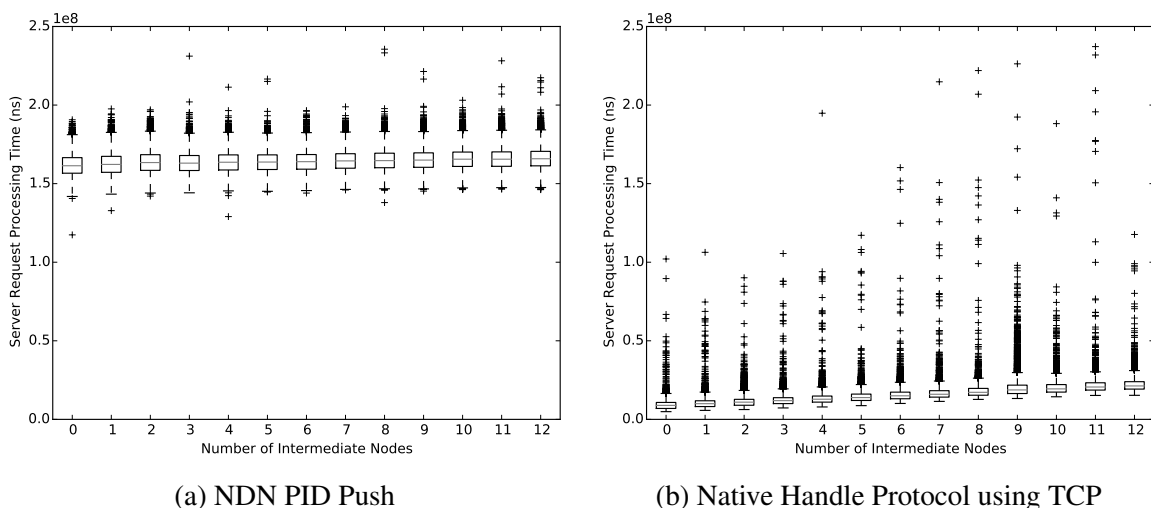 1e8
2.5
2.0
1.5
1.0
0.5
0.0
Server Request Processing Time (ns)
0 1 2 3 4 5 6 7 8 9 10 11 12
Number of Intermediate Nodes
(a) NDN PID Push
1e8
2.5
2.0
1.5
1.0
0.5
0.0
Server Request Processing Time (ns)
0 1 2 3 4 5 6 7 8 9 10 11 12
Number of Intermediate Nodes
(b) Native Handle Protocol using TCP